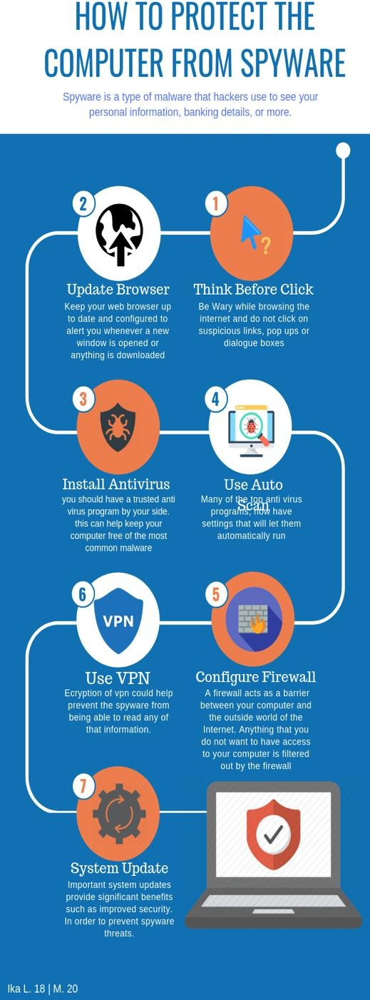 HOW TO PROTECT THE
COMPUTER FROM SPYWARE
Spyware is a type of malware that hackers use to see your
personal information, banking details, or more.
1
Think Before Click
Be Wary while browsing the
internet and do not click on
suspicious links, pop ups or
dialogue boxes
2
Update Browser
Keep your web browser up
to date and configured to
alert you whenever a new
window is opened or
anything is downloaded
3
Install Antivirus
you should have a trusted anti
virus program by your side.
this can help keep your
computer free of the most
common malware
4
Use Auto
Scan
Many of the top anti virus
programs, now have
settings that will let them
automatically run
5
Configure Firewall
A firewall acts as a barrier
between your computer and
the outside world of the
Internet. Anything that you
do not want to have access
to your computer is filtered
out by the firewall
6
VPN
Use VPN
Ecryption of vpn could help
prevent the spyware from
being able to read any of
that information.
7
System Update
Important system updates
provide significant benefits
such as improved security.
In order to prevent spyware
threats.
Ika L. 18 | M. 20